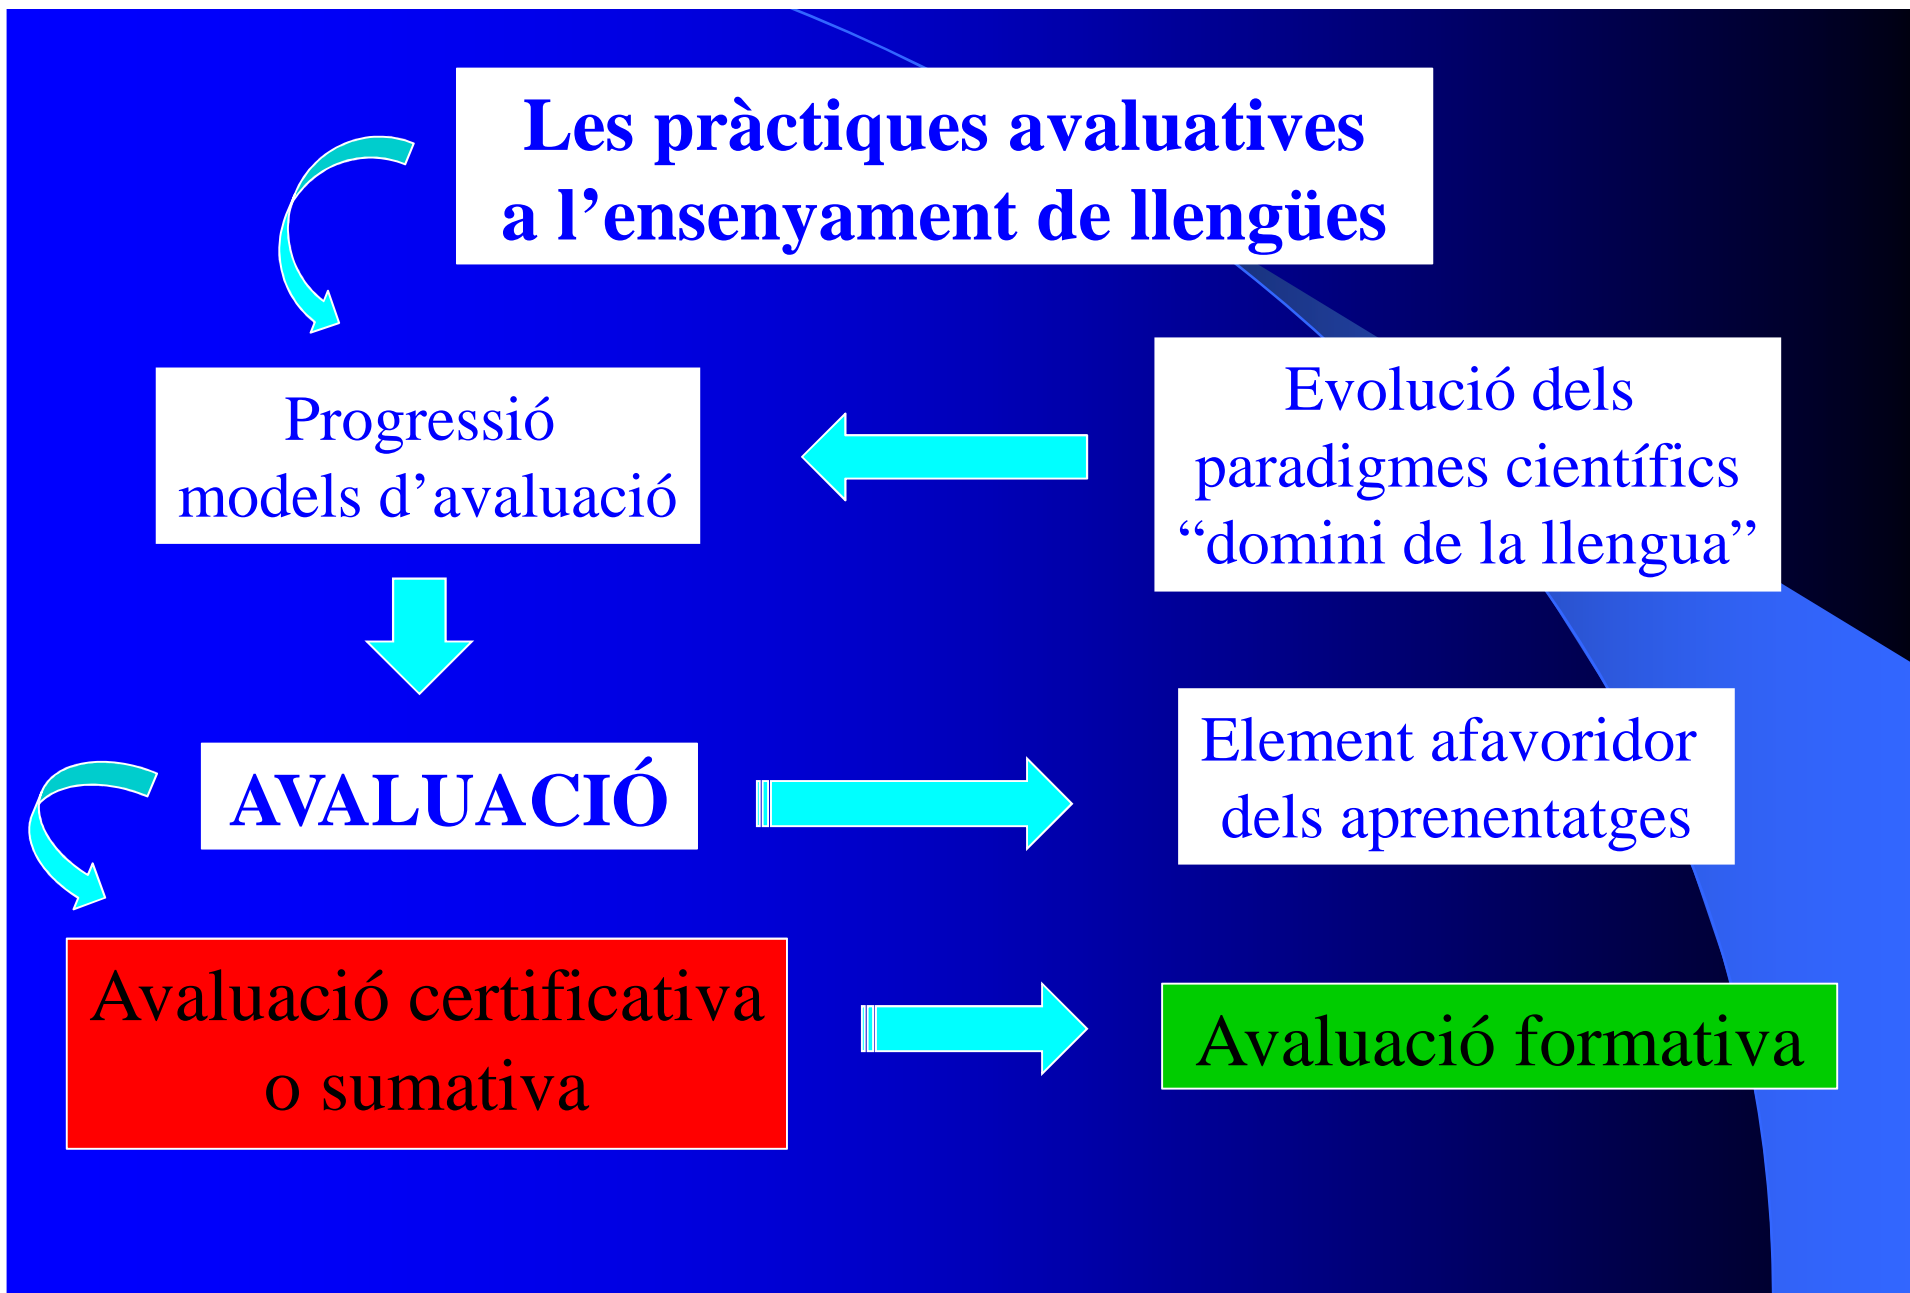 Les pràctiques avaluatives
a l’ensenyament de llengües
Progressió
models d’avaluació
Evolució dels
paradigmes científics
“domini de la llengua”
AVALUACIÓ
Element afavoridor
dels aprenentatges
Avaluació certificativa
o sumativa
Avaluació formativa